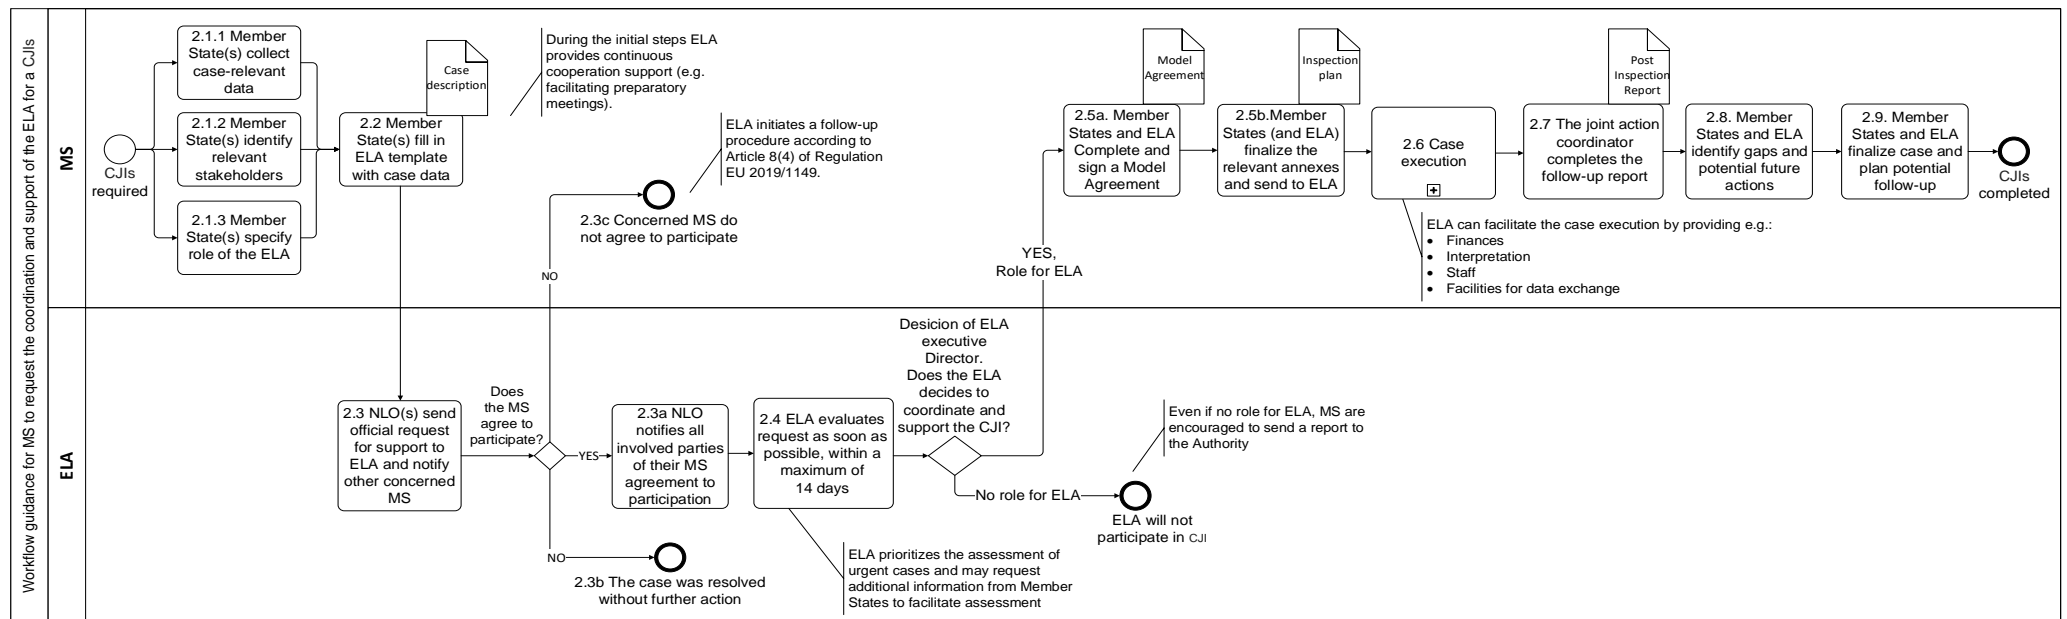 Workflow guidance for MS to request the coordination and support of the ELA for a CJIs
MS
CJIs
required
2.1.1 Member
State(s) collect
case-relevant
data
2.1.2 Member
State(s) identify
relevant
stakeholders
2.1.3 Member
State(s) specify
role of the ELA
Case
description
2.2 Member
State(s) fill in
ELA template
with case data
During the initial steps ELA
provides continuous
cooperation support (e.g.
facilitating preparatory
meetings).
ELA initiates a follow-up
procedure according to
Article 8(4) of Regulation
EU 2019/1149.
2.3c Concerned MS do
not agree to participate
NO
YES,
Role for ELA
Model
Agreement
2.5a. Member
States and ELA
Complete and
sign a Model
Agreement
Inspection
plan
2.5b.Member
States (and ELA)
finalize the
relevant annexes
and send to ELA
2.6 Case
execution
ELA can facilitate the case execution by providing e.g.:
• Finances
• Interpretation
• Staff
• Facilities for data exchange
Post
Inspection
Report
2.7 The joint action
coordinator
completes the
follow-up report
2.8. Member
States and ELA
identify gaps and
potential future
actions
2.9. Member
States and ELA
finalize case and
plan potential
follow-up
CJIs
completed
ELA
2.3 NLO(s) send
official request
for support to
ELA and notify
other concerned
MS
Does
the MS
agree to
participate?
YES
2.3a NLO
notifies all
involved parties
of their MS
agreement to
participation
NO
2.3b The case was resolved
without further action
2.4 ELA evaluates
request as soon as
possible, within a
maximum of
14 days
ELA prioritizes the assessment of
urgent cases and may request
additional information from Member
States to facilitate assessment
Desicion of ELA
executive
Director.
Does the ELA
decides to
coordinate and
support the CJI?
No role for ELA
ELA will not
participate in CJI
Even if no role for ELA, MS are
encouraged to send a report to
the Authority